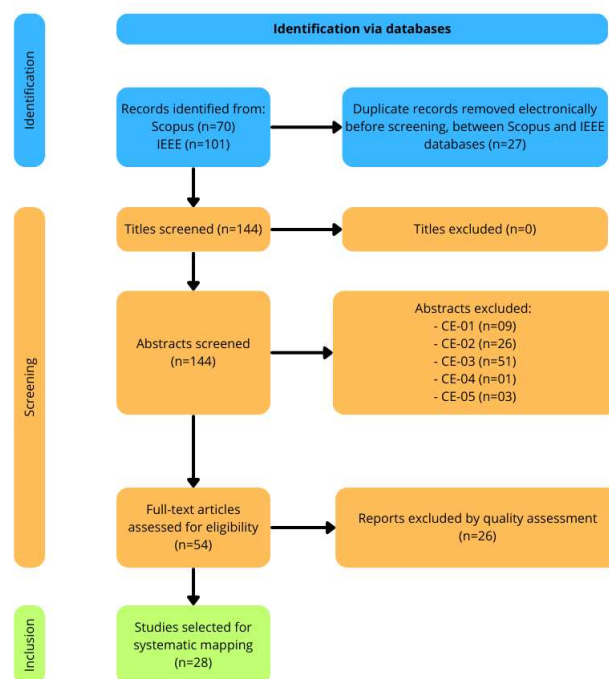 Identification via databases
Identification
Records identified from:
Scopus (n=70)
IEEE (n=101)
Duplicate records removed electronically
before screening, between Scopus and IEEE
databases (n=27)
Screening
Titles screened (n=144)
Titles excluded (n=0)
Abstracts screened
(n=144)
Abstracts excluded:
- CE-01 (n=09)
- CE-02 (n=26)
- CE-03 (n=51)
- CE-04 (n=01)
- CE-05 (n=03)
Full-text articles
assessed for eligibility
(n=54)
Reports excluded by quality assessment
(n=26)
Inclusion
Studies selected for
systematic mapping
(n=28)